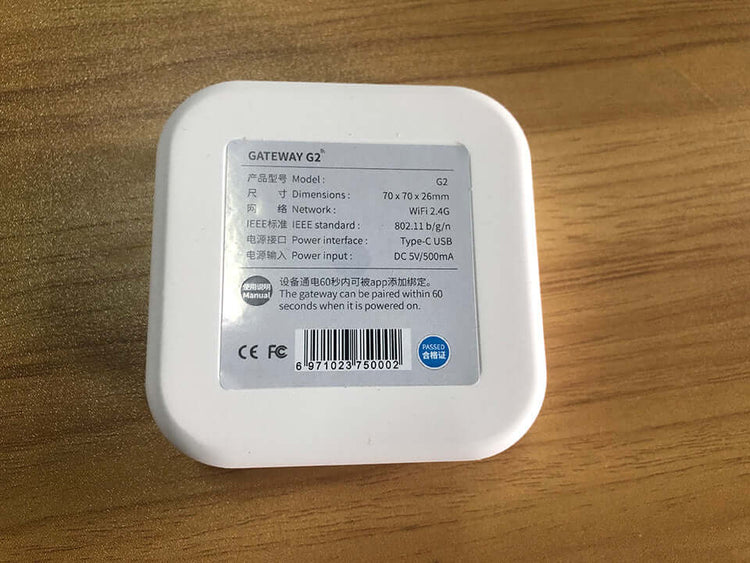 GATEWAY G2
产品型号 Model : G2
尺 寸 Dimensions : 70 x 70 x 26mm
网 络 Network : WiFi 2.4G
IEEE标准 IEEE standard : 802.11 b/g/n
电源接口 Power interface : Type-C USB
电源输入 Power input : DC 5V/500mA
使用说明
Manual
设备通电60秒内可被app添加绑定。
The gateway can be paired within 60
seconds when it is powered on.
CE FC
PASSED
合格证
6 971023 750002